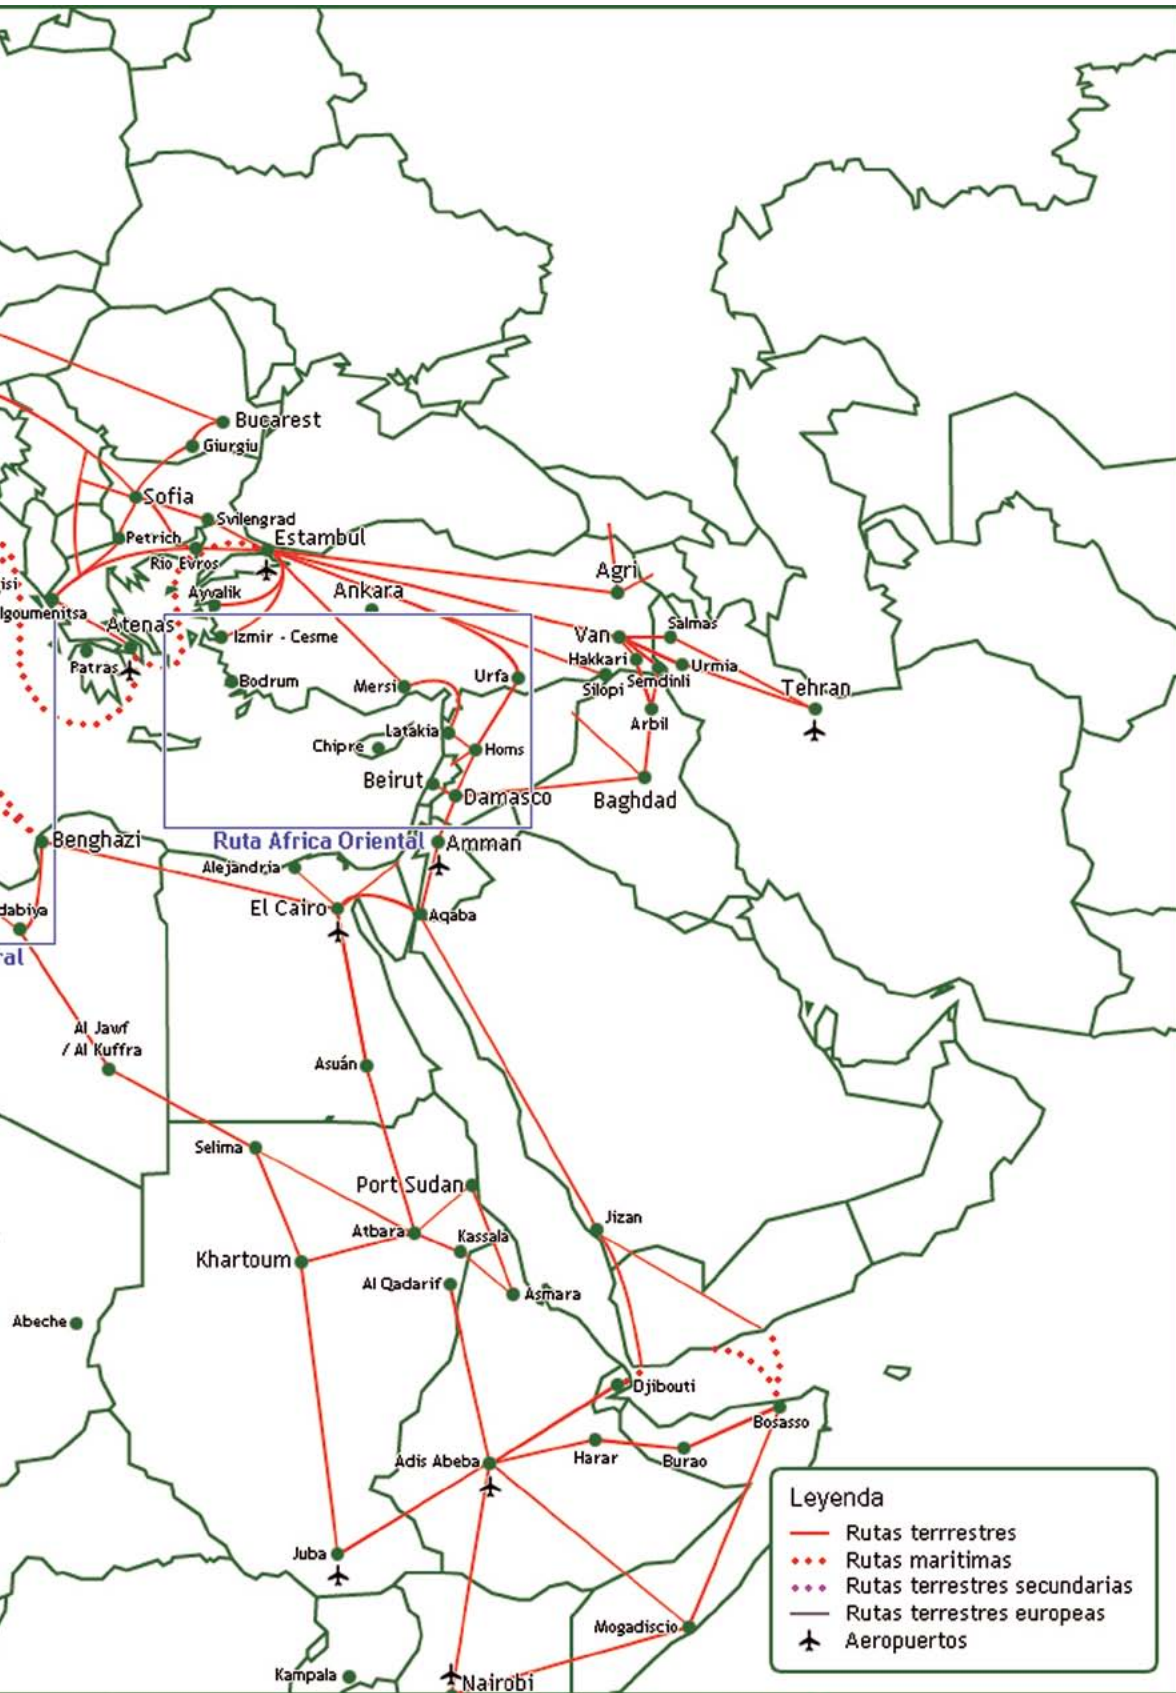 Bucarest
Giurgiu
Sofia
Svilengrad
Petrich
Estambul
Rio Evros
Agri
isi
Ayvalik
Ankara
Igoumenitsa
Atenas
Izmir - Cesme
Van
Salmas
Patras
Hakkari
Urmia
Bodrum
Mersi
Urfa
Silopi
Semdinli
Tehran
Arbil
Latakia
Chipre
Homs
Beirut
Damasco
Baghdad
Benghazi
Ruta Africa Oriental
Amman
Alejandria
dabiya
El Cairo
Aqaba
ral
Al Jawf
/ Al Kuffra
Asuán
Selima
Port Sudan
Jizan
Atbara
Kassala
Khartoum
Al Qadarif
Asmara
Abeche
Djibouti
Bosasso
Adis Abeba
Harar
Burao
Leyenda
Rutas terrrestres
Rutas maritimas
Rutas terrestres secundarias
Rutas terrestres europeas
Aeropuertos
Juba
Mogadiscio
Kampala
Nairobi